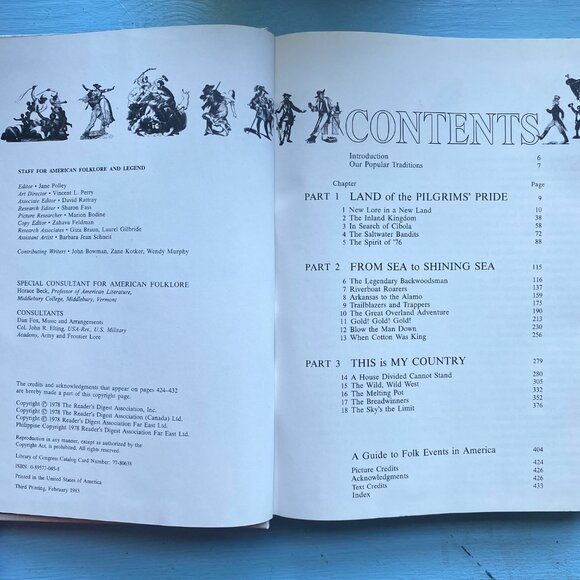 STAFF FOR AMERICAN FOLKLORE AND LEGEND
Editor • Jane Polley
Art Director • Vincent L. Perry
Associate Editor • David Rattray
Research Editor • Sharon Fass
Picture Researcher • Marion Bodine
Copy Editor • Zahava Feldman
Research Associates • Giza Braun, Laurel Gilbride
Assistant Artist • Barbara Jean Schneit
Contributing Writers • John Bowman, Zane Kotker, Wendy Murphy
SPECIAL CONSULTANT FOR AMERICAN FOLKLORE
Horace Beck, Professor of American Literature,
Middlebury College, Middlebury, Vermont
CONSULTANTS
Dan Fox, Music and Arrangements
Col. John R. Elting, USA-Ret., U.S. Military
Academy, Army and Frontier Lore
The credits and acknowledgments that appear on pages 424–432
are hereby made a part of this copyright page.
Copyright © 1978 The Reader's Digest Association, Inc.
Copyright © 1978 The Reader's Digest Association (Canada) Ltd.
Copyright © 1978 Reader's Digest Association Far East Ltd.
Philippine Copyright 1978 Reader's Digest Association Far East Ltd.
Reproduction in any manner, except as authorized by the
Copyright Act, is prohibited. All rights reserved.
Library of Congress Catalog Card Number: 77-80638
ISBN: 0-89577-045-8
Printed in the United States of America
Third Printing, February 1983
CONTENTS
Introduction 6
Our Popular Traditions 7
Chapter Page
PART 1 LAND of the PILGRIMS' PRIDE 9
1 New Lore in a New Land 10
2 The Inland Kingdom 38
3 In Search of Cibola 58
4 The Saltwater Bandits 72
5 The Spirit of '76 88
PART 2 FROM SEA to SHINING SEA 115
6 The Legendary Backwoodsman 116
7 Riverboat Roarers 137
8 Arkansas to the Alamo 159
9 Trailblazers and Trappers 175
10 The Great Overland Adventure 190
11 Gold! Gold! Gold! 213
12 Blow the Man Down 230
13 When Cotton Was King 256
PART 3 THIS is MY COUNTRY 279
14 A House Divided Cannot Stand 280
15 The Wild, Wild West 305
16 The Melting Pot 332
17 The Breadwinners 352
18 The Sky's the Limit 376
A Guide to Folk Events in America 404
Picture Credits 424
Acknowledgments 426
Text Credits 426
Index 433